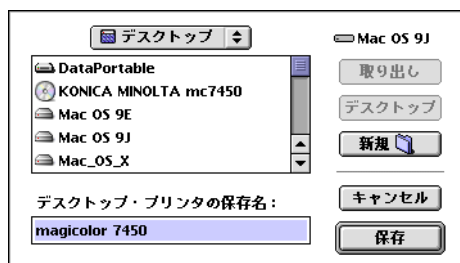 デスクトップ
Mac OS 9J
DataPortable
KONICA MINOLTA mc7450
Mac OS 9E
Mac OS 9J
Mac_OS_X
取り出し
デスクトップ
新規
デスクトップ・プリンタの保存名：
magicolor 7450
キャンセル
保存